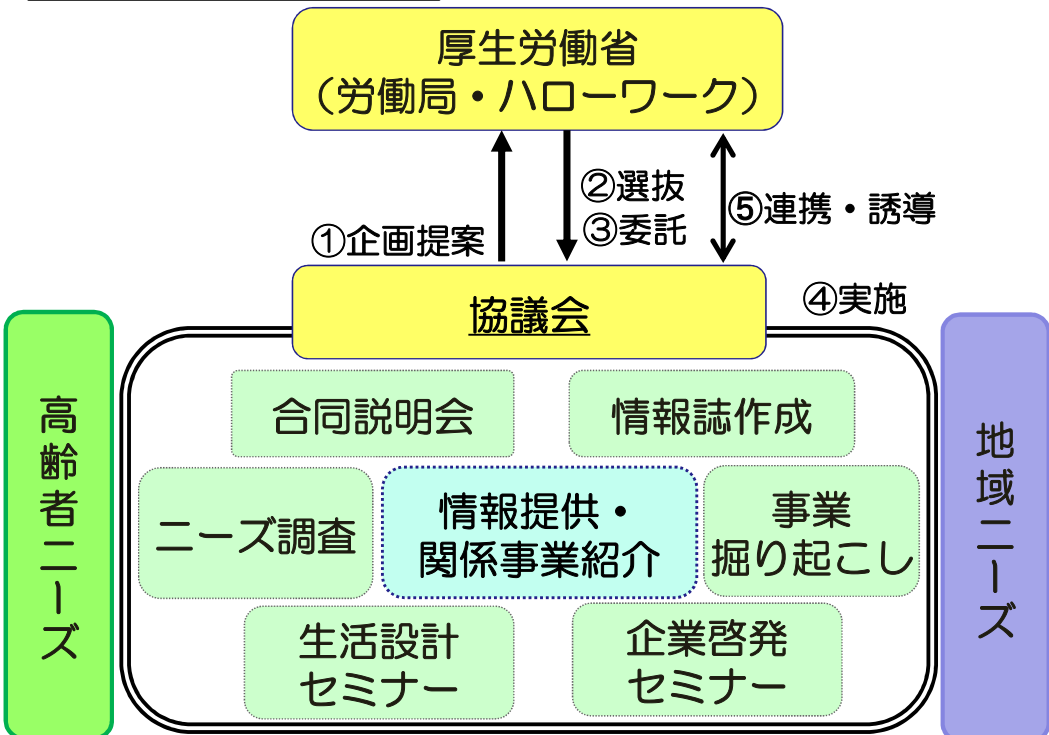 厚生労働省
（労働局・ハローワーク）
①企画提案
②選抜
③委託
⑤連携・誘導
協議会
④実施
高齢者ニーズ
合同説明会
情報誌作成
ニーズ調査
情報提供・
関係事業紹介
事業
掘り起こし
生活設計
セミナー
企業啓発
セミナー
地域ニーズ